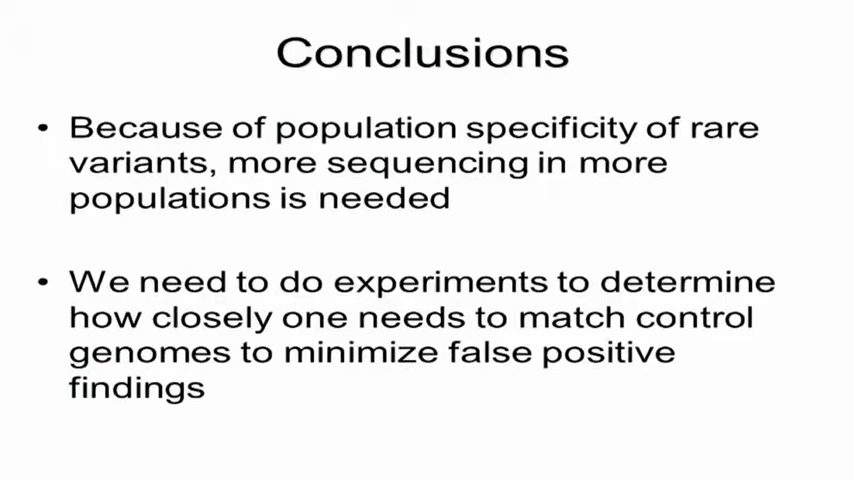 Conclusions
• Because of population specificity of rare
variants, more sequencing in more
populations is needed
• We need to do experiments to determine
how closely one needs to match control
genomes to minimize false positive
findings